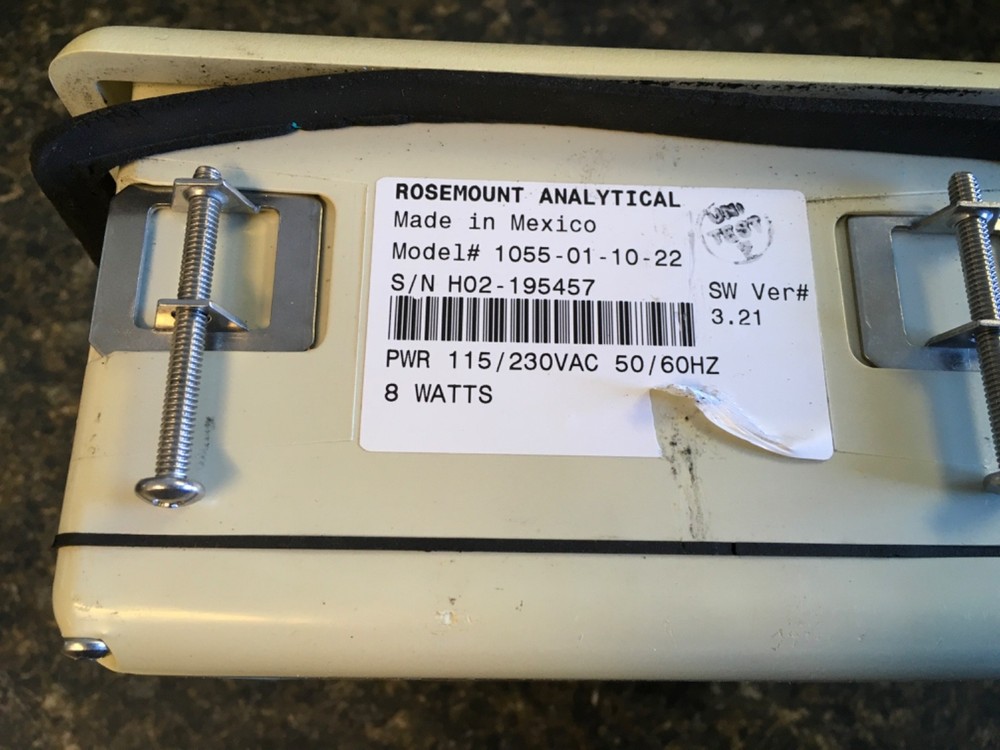 ROSEMOUNT ANALYTICAL
Made in Mexico
Model# 1055-01-10-22
S/N H02-195457
SW Ver#
3.21
PWR 115/230VAC 50/60HZ
8 WATTS